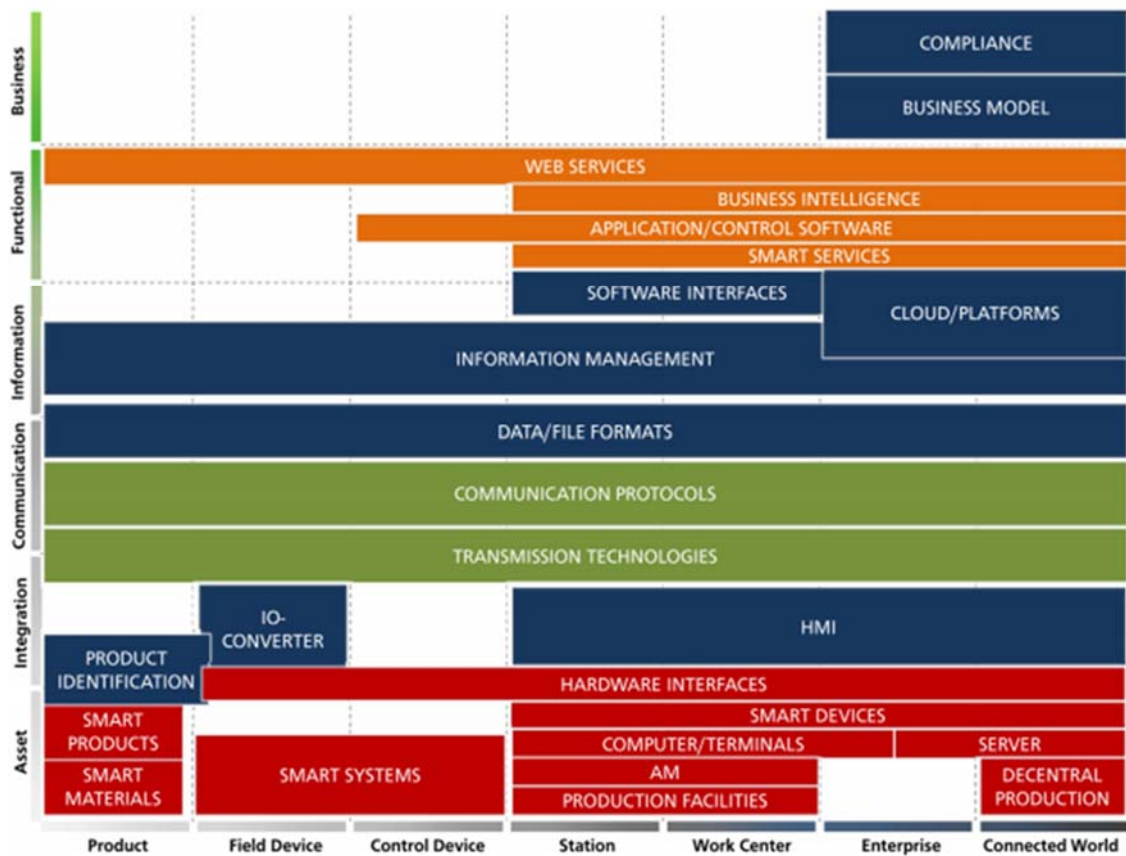 Business
COMPLIANCE
BUSINESS MODEL
Functional
WEB SERVICES
BUSINESS INTELLIGENCE
APPLICATION/CONTROL SOFTWARE
SMART SERVICES
Information
SOFTWARE INTERFACES
CLOUD/PLATFORMS
INFORMATION MANAGEMENT
Communication
DATA/FILE FORMATS
COMMUNICATION PROTOCOLS
TRANSMISSION TECHNOLOGIES
Integration
IO-
CONVERTER
HMI
PRODUCT
IDENTIFICATION
HARDWARE INTERFACES
Asset
SMART
PRODUCTS
SMART
MATERIALS
SMART SYSTEMS
SMART DEVICES
COMPUTER/TERMINALS
SERVER
AM
PRODUCTION FACILITIES
DECENTRAL
PRODUCTION
Product
Field Device
Control Device
Station
Work Center
Enterprise
Connected World